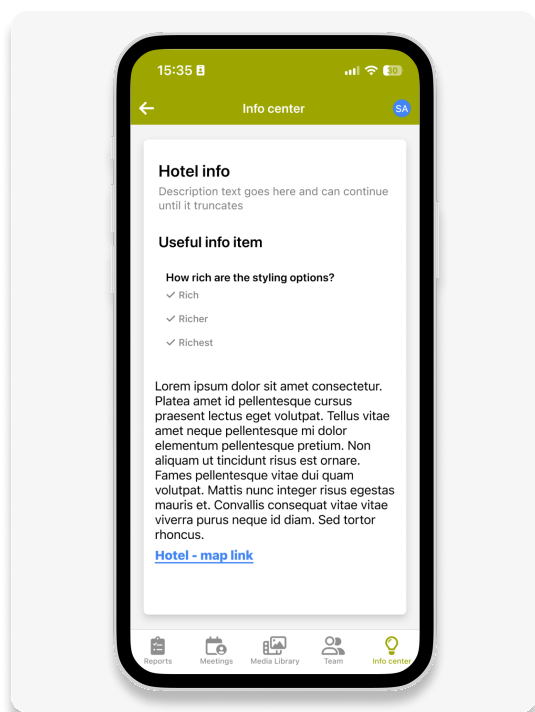 15:35
30
Info center
SA
Hotel info
Description text goes here and can continue
until it truncates
Useful info item
How rich are the styling options?
Rich
Richer
Richest
Lorem ipsum dolor sit amet consectetur.
Platea amet id pellentesque cursus
praesent lectus eget volutpat. Tellus vitae
amet neque pellentesque mi dolor
elementum pellentesque pretium. Non
aliquam ut tincidunt risus est ornare.
Fames pellentesque vitae dui quam
volutpat. Mattis nunc integer risus egestas
mauris et. Convallis consequat vitae vitae
viverra purus neque id diam. Sed tortor
rhoncus.
Hotel - map link
Reports
Meetings
Media Library
Team
Info center